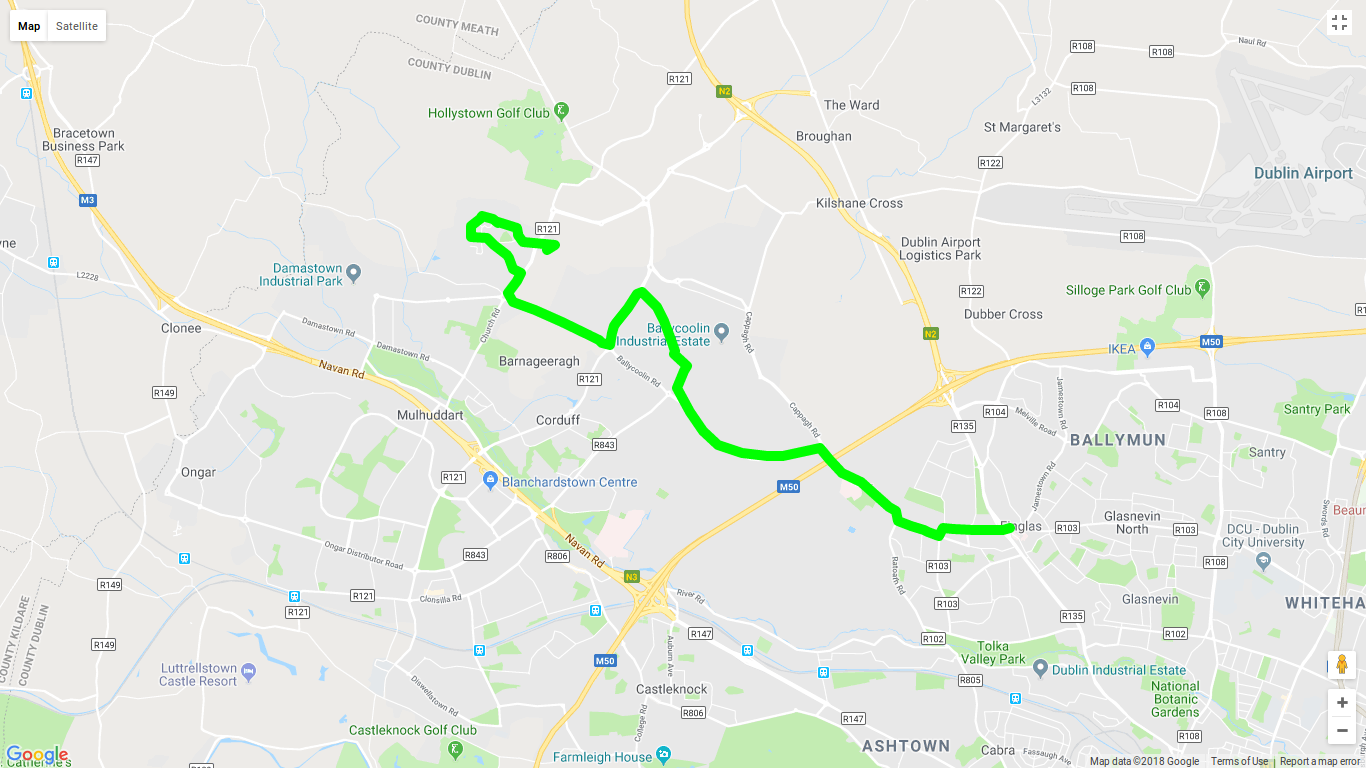 Map
Satellite
COUNTY MEATH
COUNTY DUBLIN
R121
N2
R108
R108
Naul Rd
L3132
R108
The Ward
Hollystown Golf Club
Broughan
St Margaret's
Bracetown
Business Park
R147
R122
Dublin Airport
M3
Kilshane Cross
R121
R108
Dublin Airport
Logistics Park
L2228
Damastown
Industrial Park
R122
Silloge Park Golf Club
Dubber Cross
Clonee
Damastown Rd
Church Rd
Cappagh Rd
Industrial Estate
N2
M50
IKEA
Damastown Rd
Navan Rd
Barnageeragh
R121
Ballycoolin Rd
R149
Mulhuddart
Corduff
Cappagh Rd
R104
Melville Road
Jamestown Rd
R104
R108
Santry Park
R135
BALLYMUN
R843
Santry
Ongar
R121
Blanchardstown Centre
M50
Jamestown Rd
Finglas
R103
Glasnevin
North
R103
DCU - Dublin
City University
Swords Rd
Navan Rd
R843
R806
Ongar Distributor Road
R149
R121
R121
Clonsilla Rd
N3
River Rd
Ratoath Rd
R103
R103
R108
Glasnevin
WHITEHA
R135
COUNTY KILDARE
COUNTY DUBLIN
R149
R147
R102
R102
Auburn Ave
M50
Tolka
Valley Park
Dublin Industrial Estate
R805
Luttrellstown
Castle Resort
Diswellstown Rd
Castleknock
College Rd
R806
R147
National
Botanic
Gardens
Castleknock Golf Club
Farmleigh House
ASHTOWN
Cabra
Fassaugh Ave
R108
Google
Map data ©2018 Google
Terms of Use
Report a map error